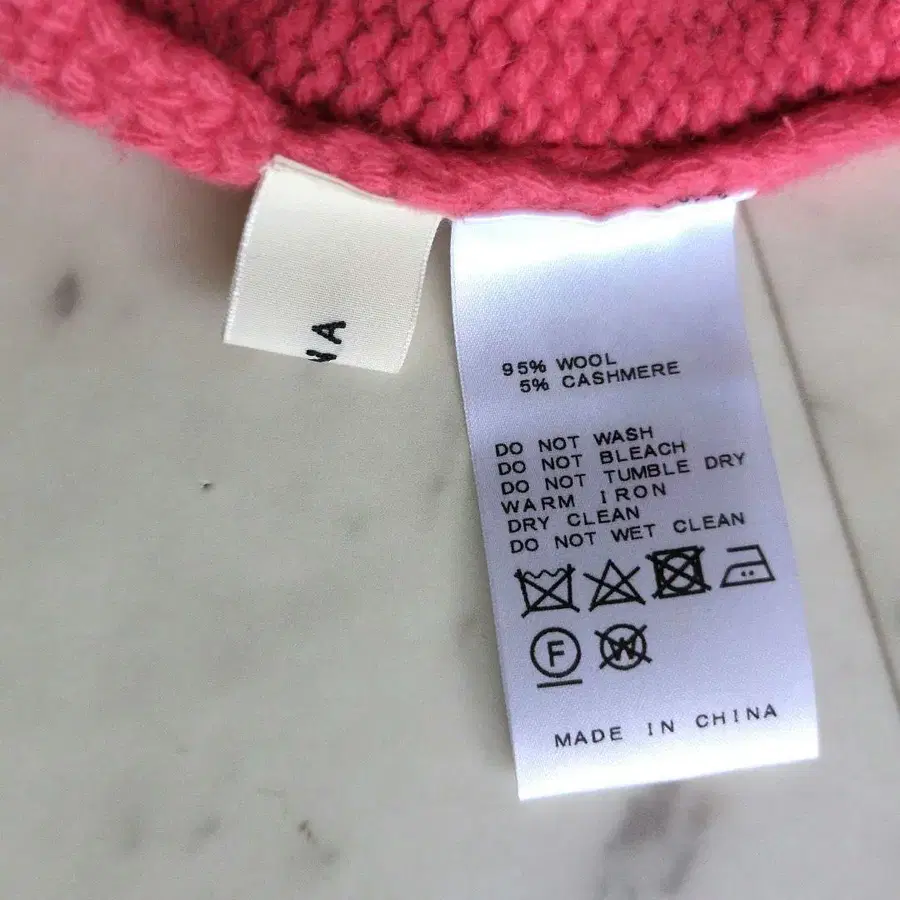 95% WOOL
5% CASHMERE
DO NOT WASH
DO NOT BLEACH
DO NOT TUMBLE DRY
WARM IRON
DRY CLEAN
DO NOT WET CLEAN
F
W
MADE IN CHINA